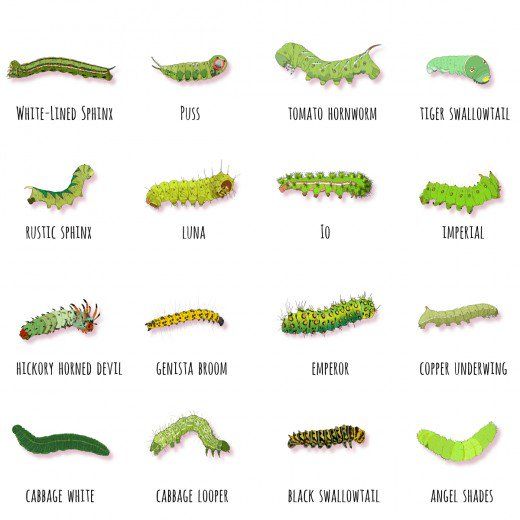 White-Lined Sphinx
Puss
Tomato Hornworm
Tiger Swallowtail
Rustic Sphinx
Luna
Io
Imperial
Hickory Horned Devil
Genista Broom
Emperor
Copper Underwing
Cabbage White
Cabbage Looper
Black Swallowtail
Angel Shades